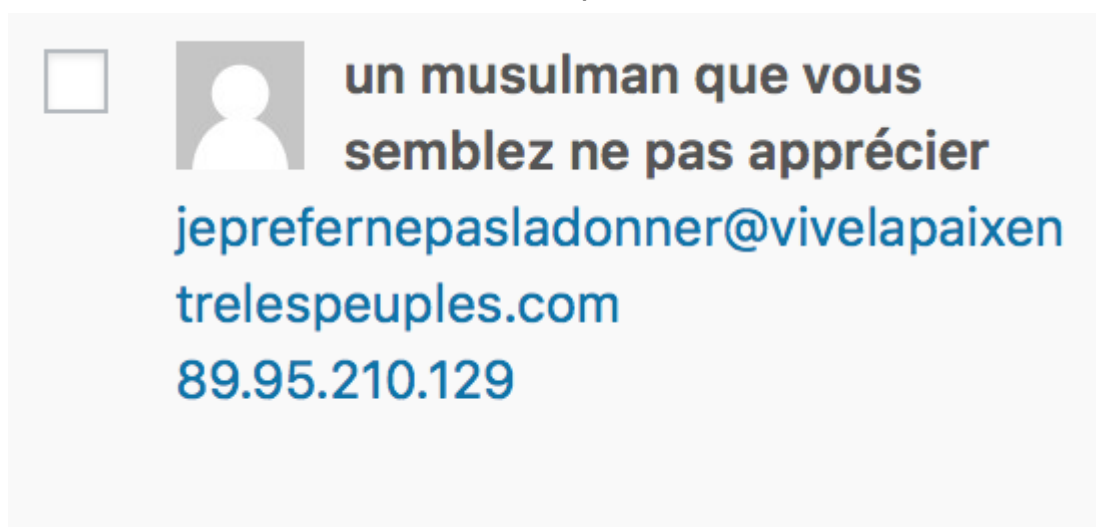 un musulman que vous
semblez ne pas apprécier
jeprefernepasladonner@vivelapaixen
trelespeuples.com
89.95.210.129